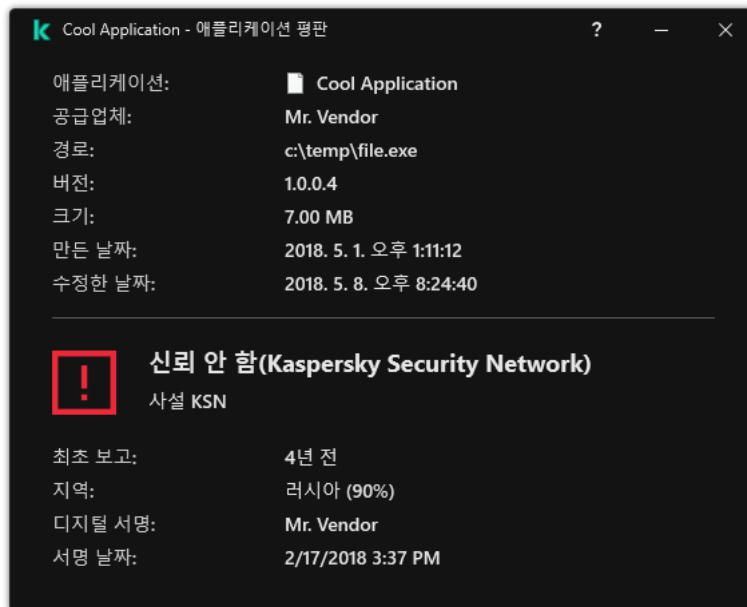 Cool Application - 애플리케이션 평판 ?
애플리케이션: Cool Application
공급업체: Mr. Vendor
경로: c:\temp\file.exe
버전: 1.0.0.4
크기: 7.00 MB
만든 날짜: 2018. 5. 1. 오후 1:11:12
수정한 날짜: 2018. 5. 8. 오후 8:24:40
신뢰 안 함(Kaspersky Security Network)
사설 KSN
최초 보고: 4년 전
지역: 러시아 (90%)
디지털 서명: Mr. Vendor
서명 날짜: 2/17/2018 3:37 PM